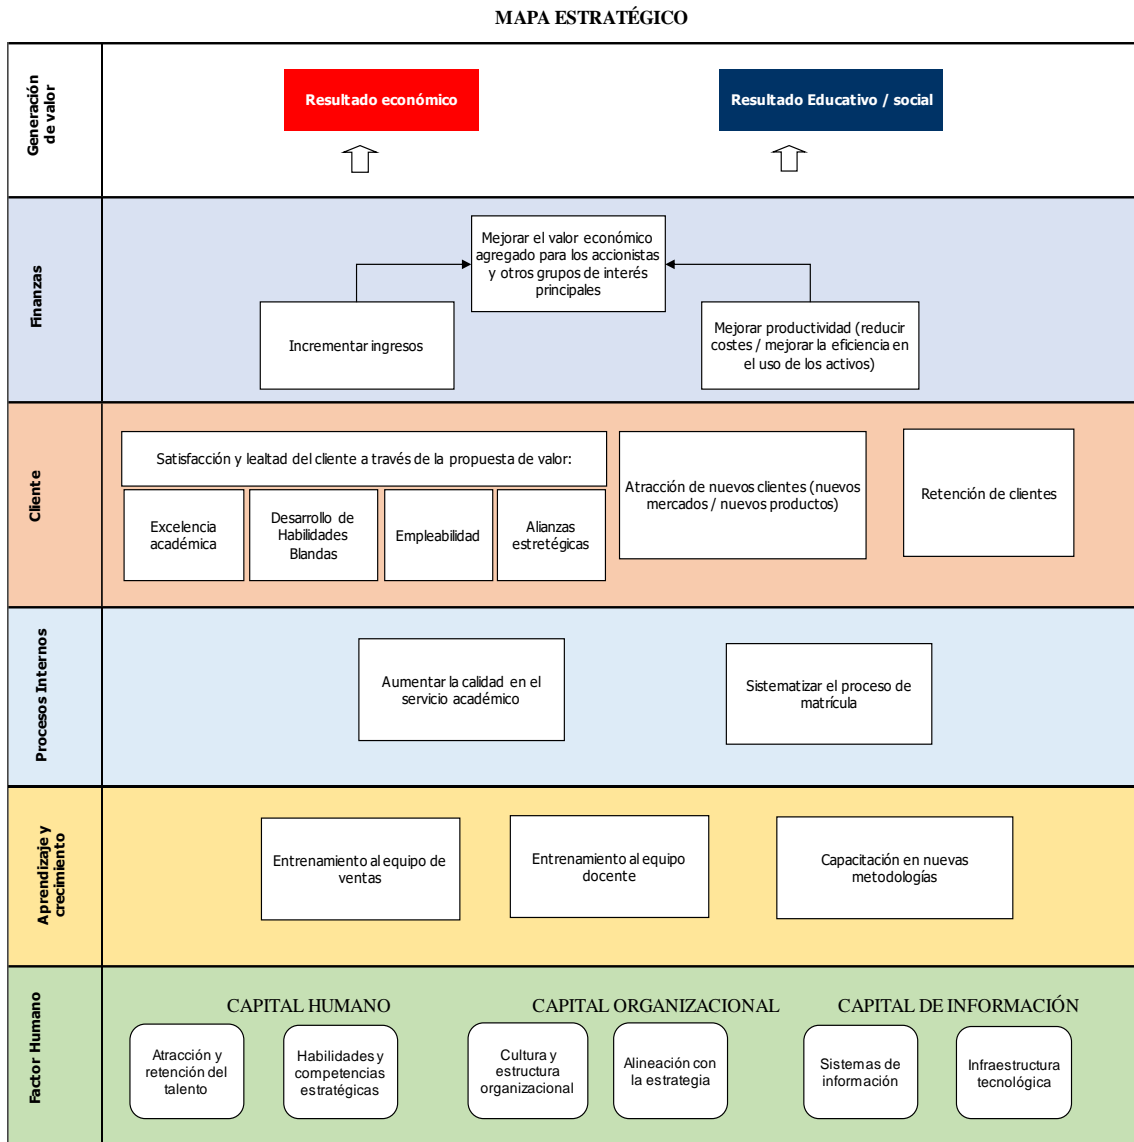 MAPA ESTRATÉGICO
Generación
de valor
Resultado económico
Resultado Educativo / social
Finanzas
Mejorar el valor económico
agregado para los accionistas
y otros grupos de interés
principales
Incrementar ingresos
Mejorar productividad (reducir
costes / mejorar la eficiencia en
el uso de los activos)
Cliente
Satisfacción y lealtad del cliente a través de la propuesta de valor:
Excelencia
académica
Desarrollo de
Habilidades
Blandas
Empleabilidad
Alianzas
estretégicas
Atracción de nuevos clientes (nuevos
mercados / nuevos productos)
Retención de clientes
Procesos Internos
Aumentar la calidad en el
servicio académico
Sistematizar el proceso de
matrícula
Aprendizaje y
crecimiento
Entrenamiento al equipo de
ventas
Entrenamiento al equipo
docente
Capacitación en nuevas
metodologías
Factor Humano
CAPITAL HUMANO
Atracción y
retención del
talento
Habilidades y
competencias
estratégicas
CAPITAL ORGANIZACIONAL
Cultura y
estructura
organizacional
Alineación con
la estrategia
CAPITAL DE INFORMACIÓN
Sistemas de
información
Infraestructura
tecnológica